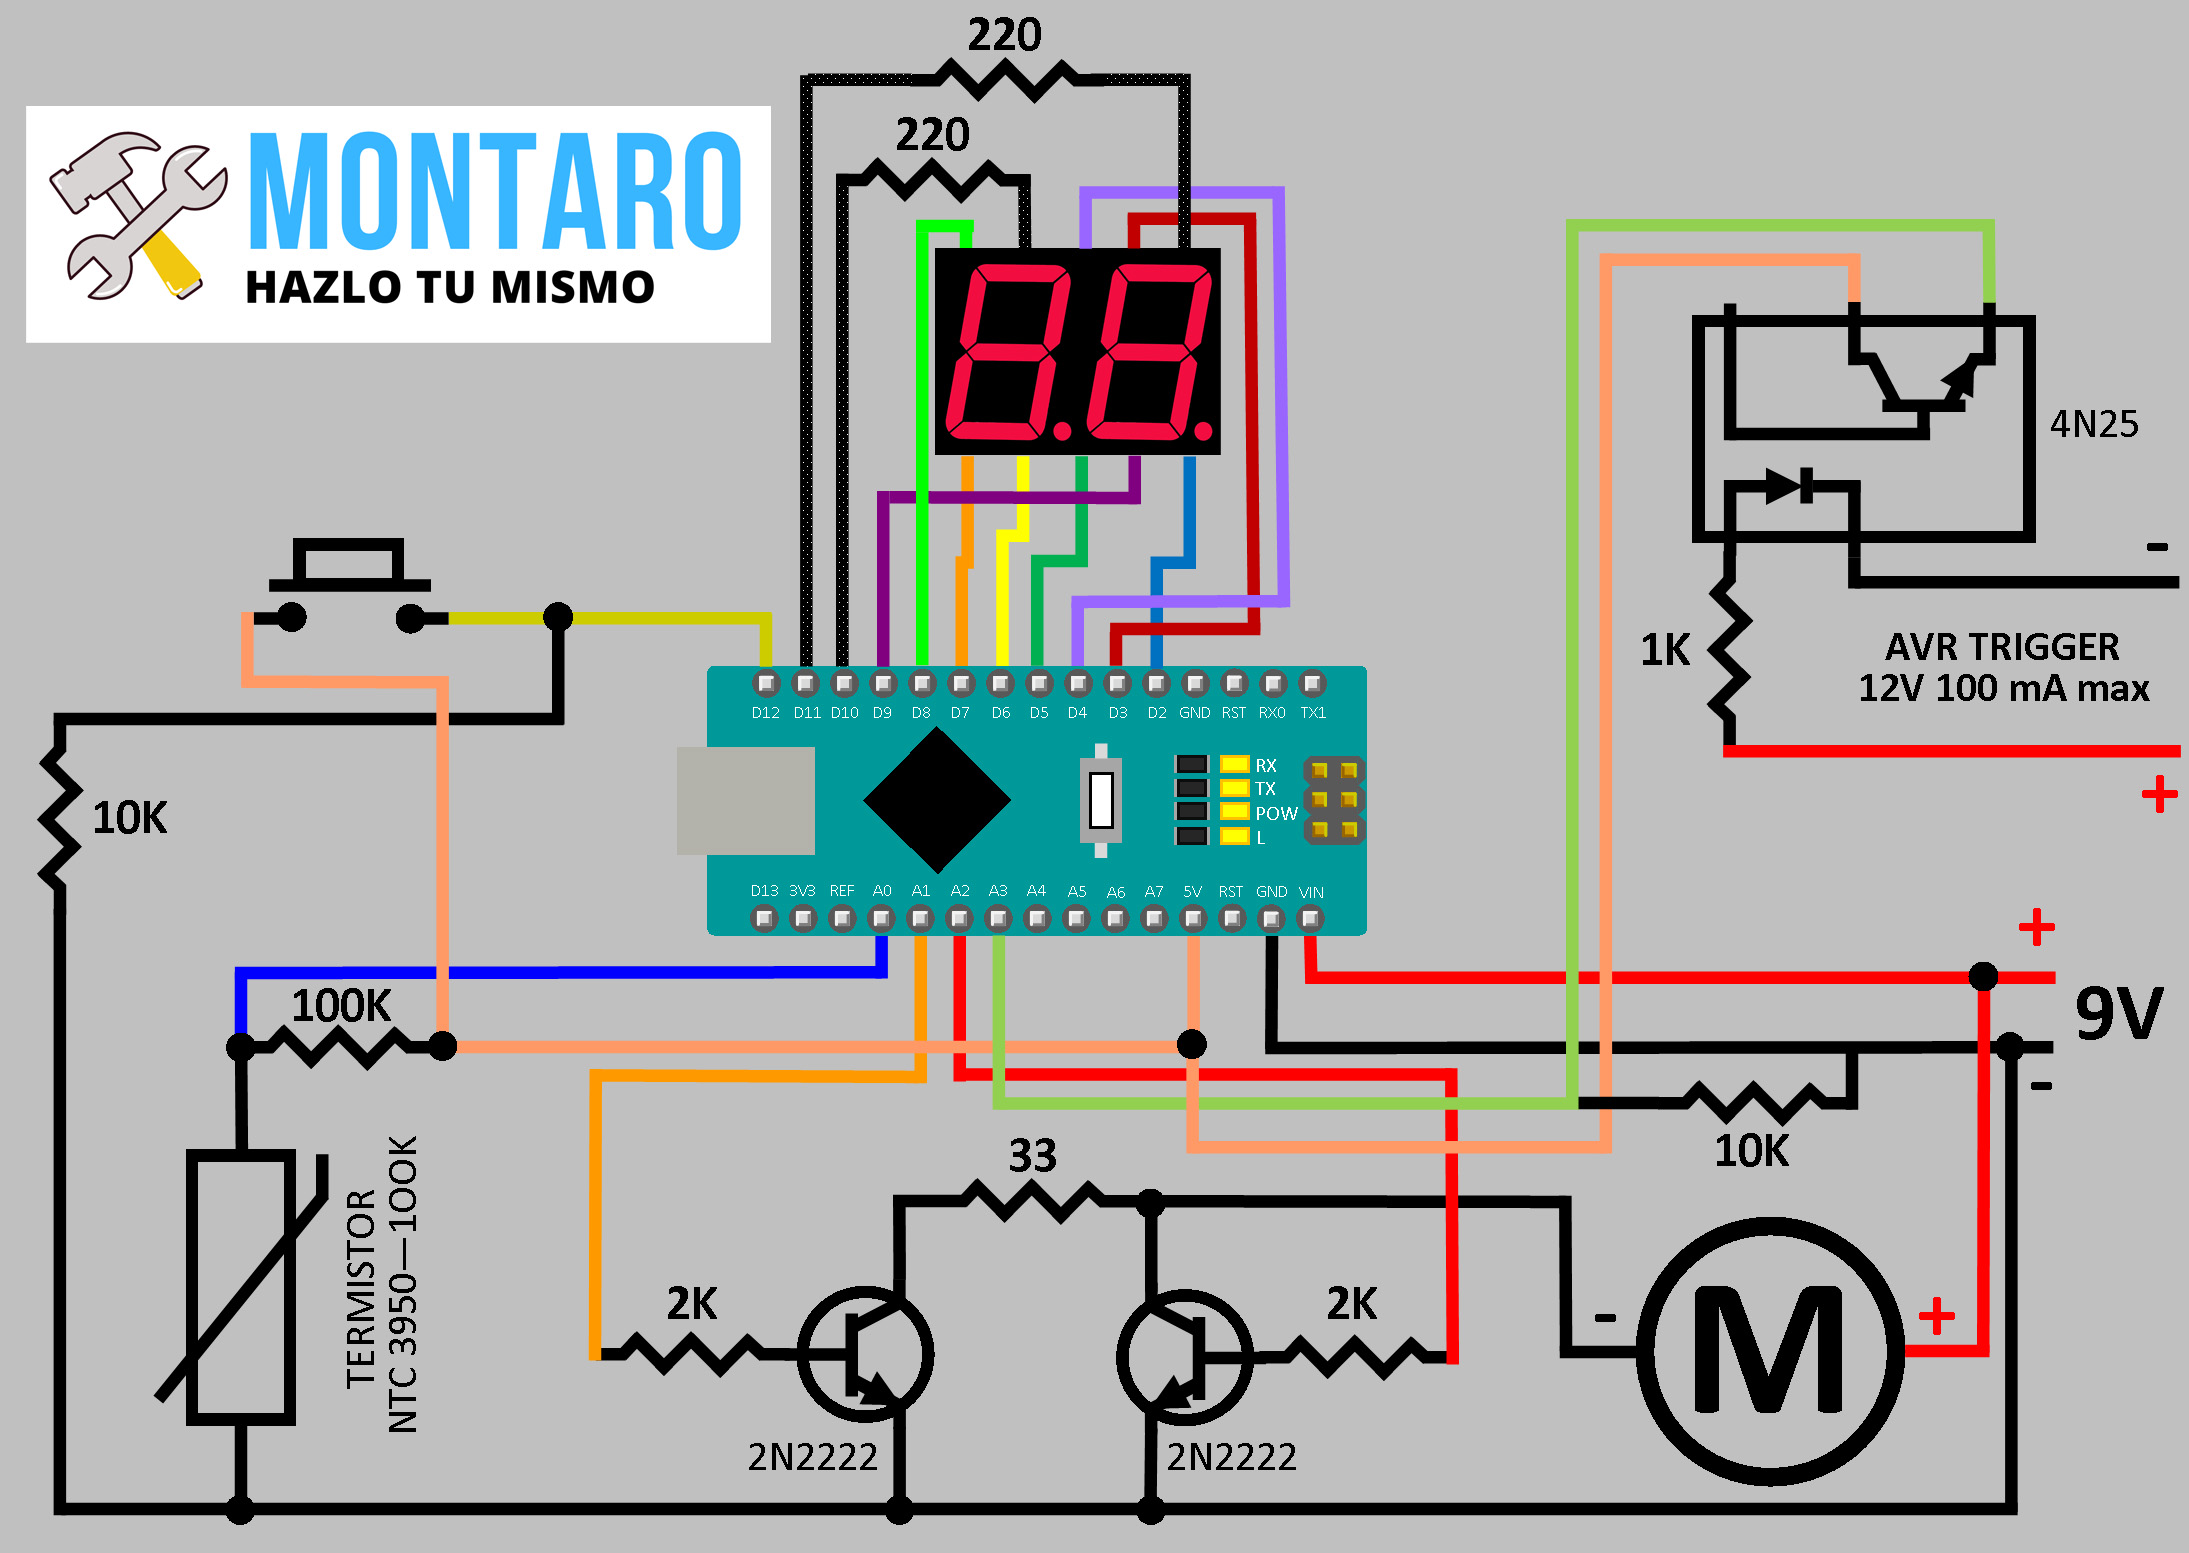 220
220
MONTARO
HAZLO TU MISMO
4N25
-
1K
AVR TRIGGER
12V 100 mA max
+
D12 D11 D10 D9 D8 D7 D6 D5 D4 D3 D2 GND RST RX0 TX1
RX
TX
POW
L
10K
D13 3V3 REF A0 A1 A2 A3 A4 A5 A6 A7 5V RST GND VIN
+
9V
-
100K
10K
33
TERMISTOR
NTC 3950—1OOK
2K
2K
-
M
+
2N2222
2N2222